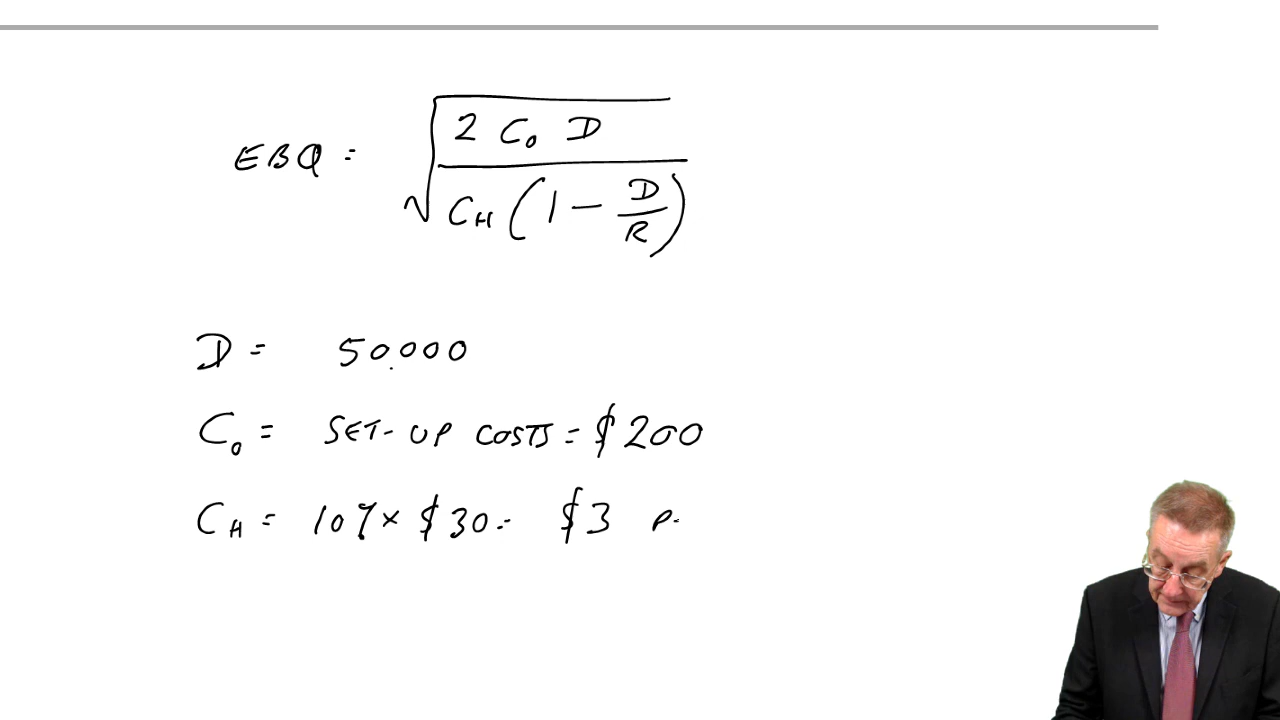 EBQ = √(2 C₀ D / C_H (1 − D/R))
D = 50,000
C₀ = SET-UP COSTS = $200
C_H = 10% × $30 = $3 p.